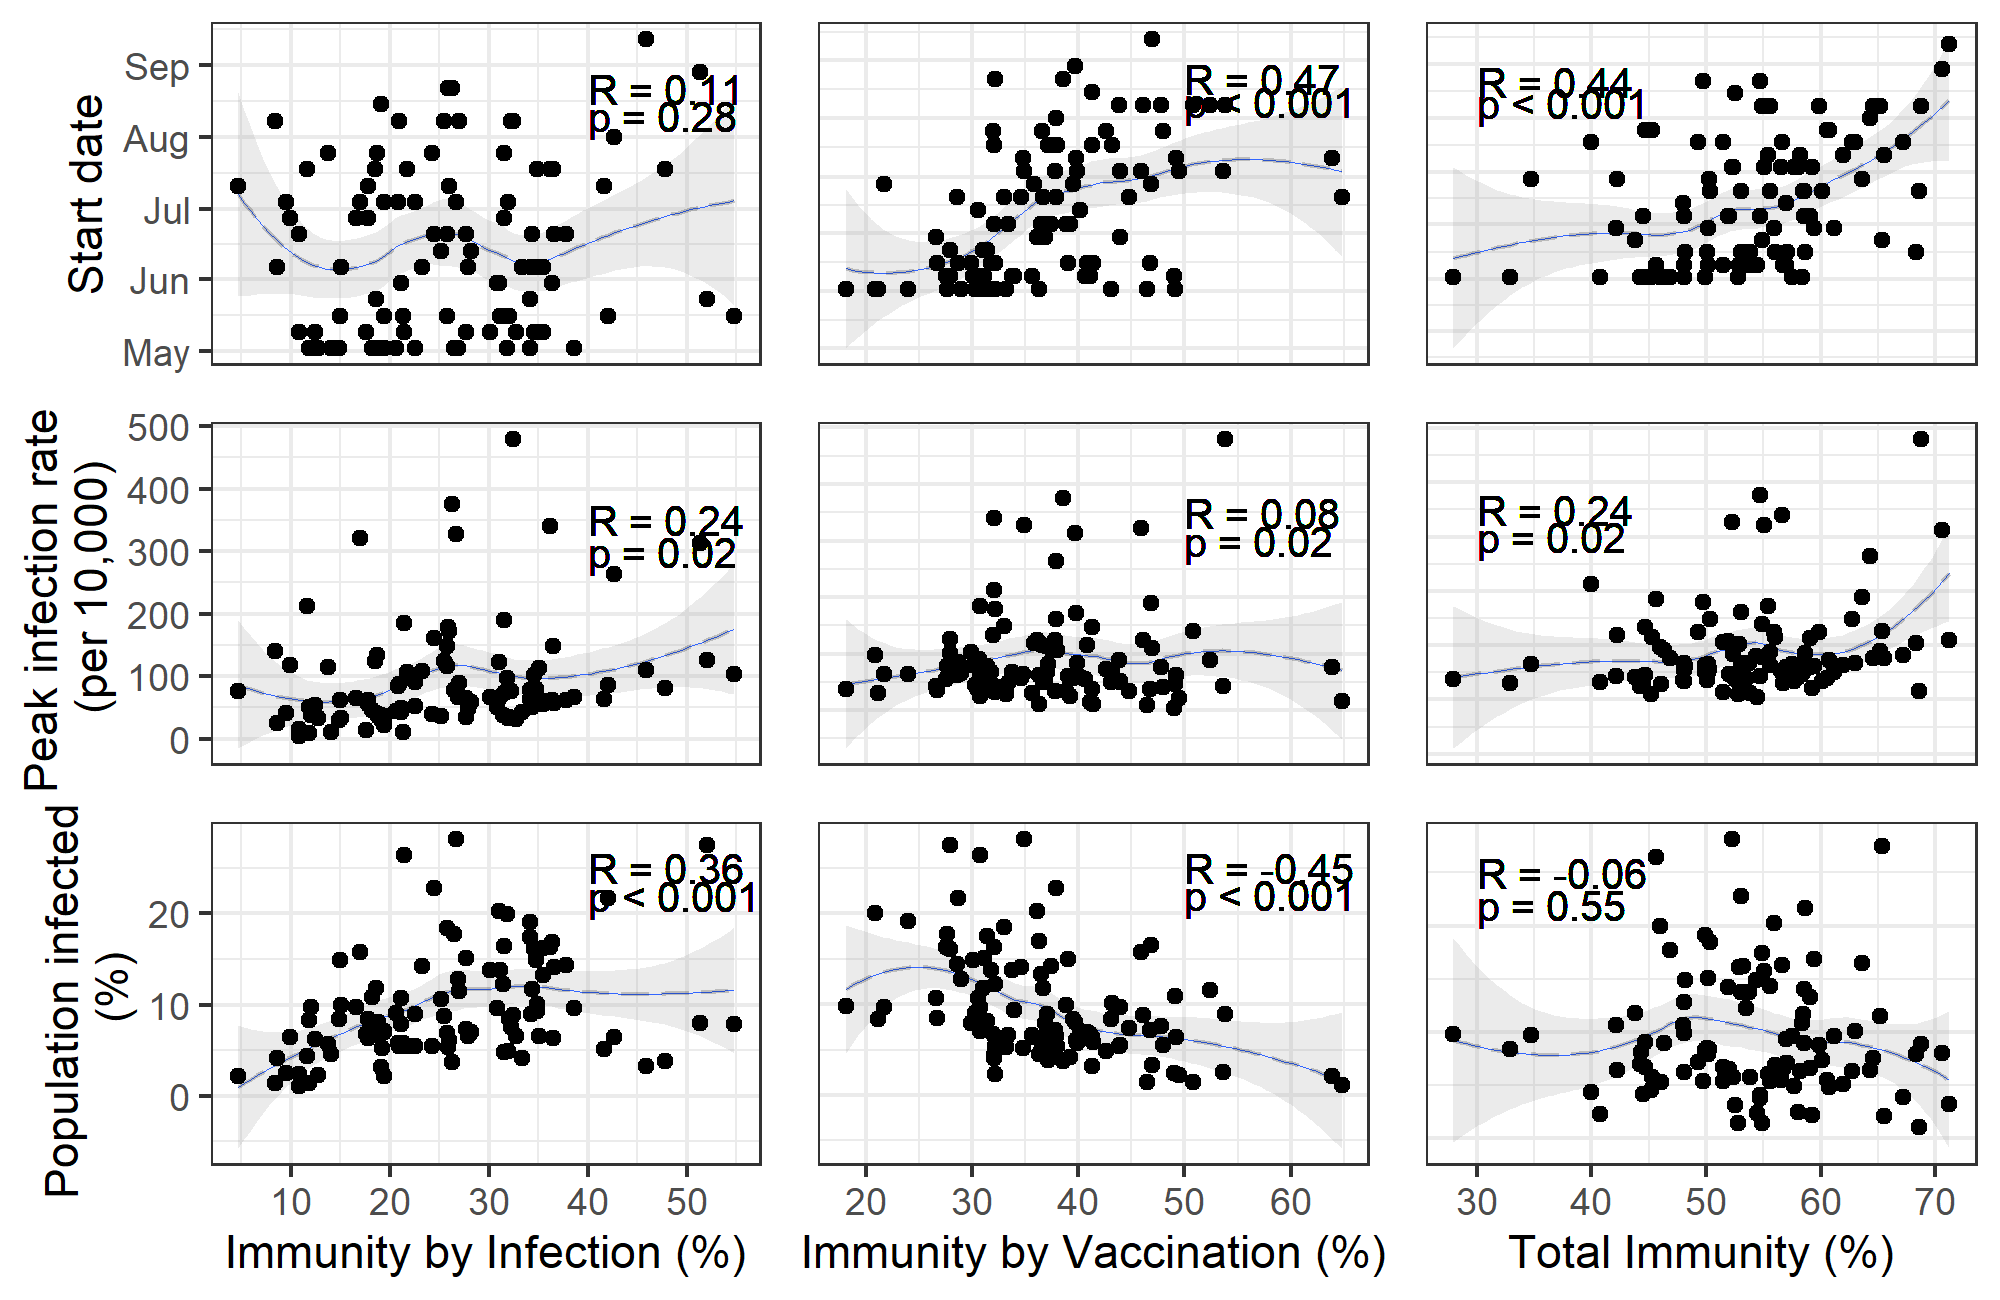 Start date
Sep
Aug
Jul
Jun
May
R = 0.11
p = 0.28
R = 0.47
p < 0.001
R = 0.44
p < 0.001
Peak infection rate
(per 10,000)
500
400
300
200
100
0
R = 0.24
p = 0.02
R = 0.08
p = 0.02
R = 0.24
p = 0.02
Population infected
(%)
20
10
0
R = 0.36
p < 0.001
R = -0.45
p < 0.001
R = -0.06
p = 0.55
10 20 30 40 50
20 30 40 50 60
30 40 50 60 70
Immunity by Infection (%)
Immunity by Vaccination (%)
Total Immunity (%)